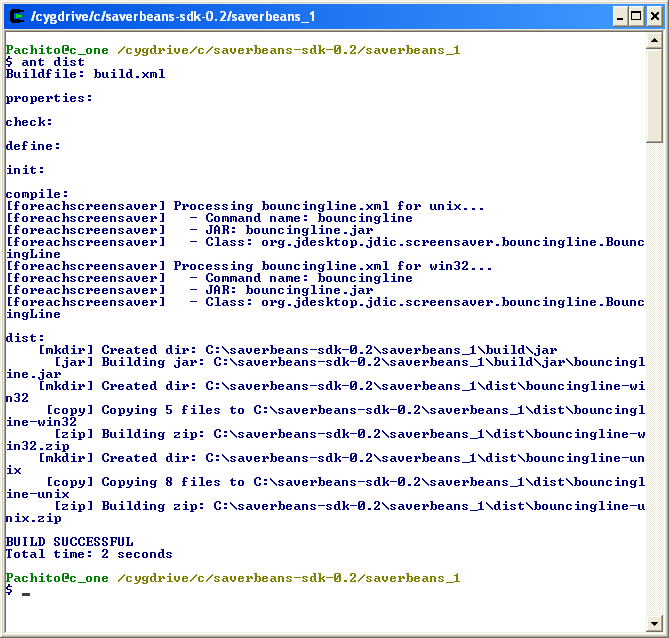 /cygdrive/c/saverbeans-sdk-0.2/saverbeans_1
Pachito@c_one /cygdrive/c/saverbeans-sdk-0.2/saverbeans_1
$ ant dist
Buildfile: build.xml
properties:
check:
define:
init:
compile:
[foreachscreensaver] Processing bouncingline.xml for unix...
[foreachscreensaver]   - Command name: bouncingline
[foreachscreensaver]   - JAR: bouncingline.jar
[foreachscreensaver]   - Class: org.jdesktop.jdic.screensaver.bouncingline.Bounc
ingLine
[foreachscreensaver] Processing bouncingline.xml for win32...
[foreachscreensaver]   - Command name: bouncingline
[foreachscreensaver]   - JAR: bouncingline.jar
[foreachscreensaver]   - Class: org.jdesktop.jdic.screensaver.bouncingline.Bounc
ingLine
dist:
    [mkdir] Created dir: C:\saverbeans-sdk-0.2\saverbeans_1\build\jar
      [jar] Building jar: C:\saverbeans-sdk-0.2\saverbeans_1\build\jar\bouncingl
ine.jar
    [mkdir] Created dir: C:\saverbeans-sdk-0.2\saverbeans_1\dist\bouncingline-wi
n32
     [copy] Copying 5 files to C:\saverbeans-sdk-0.2\saverbeans_1\dist\bouncingl
ine-win32
      [zip] Building zip: C:\saverbeans-sdk-0.2\saverbeans_1\dist\bouncingline-w
in32.zip
    [mkdir] Created dir: C:\saverbeans-sdk-0.2\saverbeans_1\dist\bouncingline-un
ix
     [copy] Copying 8 files to C:\saverbeans-sdk-0.2\saverbeans_1\dist\bouncingl
ine-unix
      [zip] Building zip: C:\saverbeans-sdk-0.2\saverbeans_1\dist\bouncingline-u
nix.zip
BUILD SUCCESSFUL
Total time: 2 seconds
Pachito@c_one /cygdrive/c/saverbeans-sdk-0.2/saverbeans_1
$ _